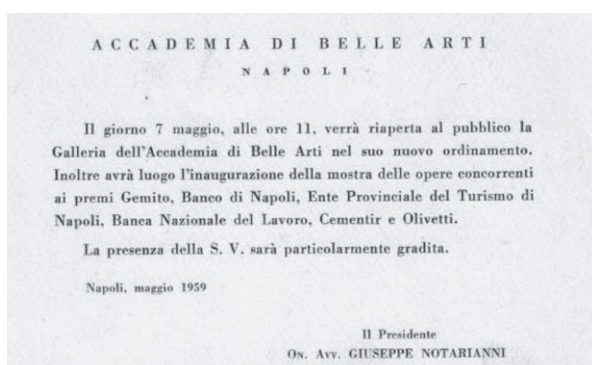 ACCADEMIA DI BELLE ARTI
NAPOLI
Il giorno 7 maggio, alle ore 11, verrà riaperta al pubblico la
Galleria dell'Accademia di Belle Arti nel suo nuovo ordinamento.
Inoltre avrà luogo l'inaugurazione della mostra delle opere concorrenti
ai premi Gemito, Banco di Napoli, Ente Provinciale del Turismo di
Napoli, Banca Nazionale del Lavoro, Cementir e Olivetti.
La presenza della S. V. sarà particolarmente gradita.
Napoli, maggio 1959
Il Presidente
On. Avv. GIUSEPPE NOTARIANNI